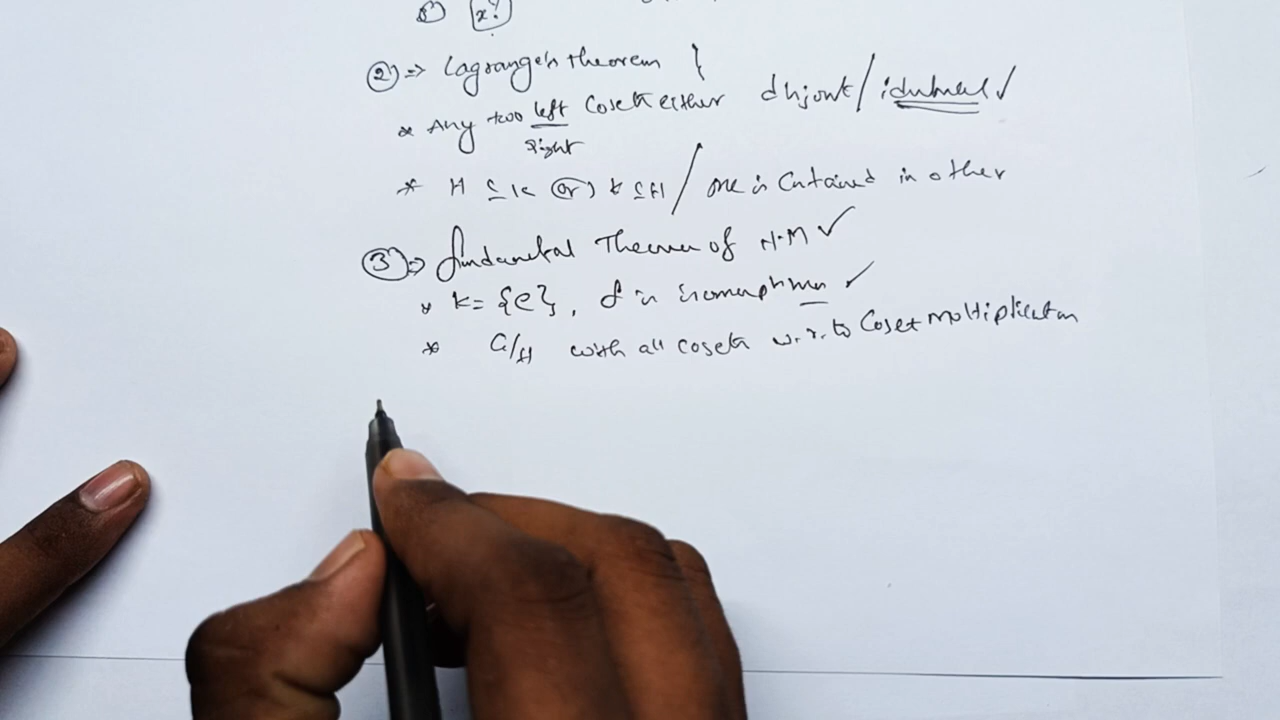 x?
② ⇒ Lagrange's theorem }
* Any two left Cosets either disjoint / identical ✓
right
* H ⊆ K (or) K ⊆ H / one is Contained in other
③ ⇒ fundamental Theorem of H.M ✓
* K = {e}, f is isomorphism ✓
* G/H with all cosets w.r.to Coset Multiplication